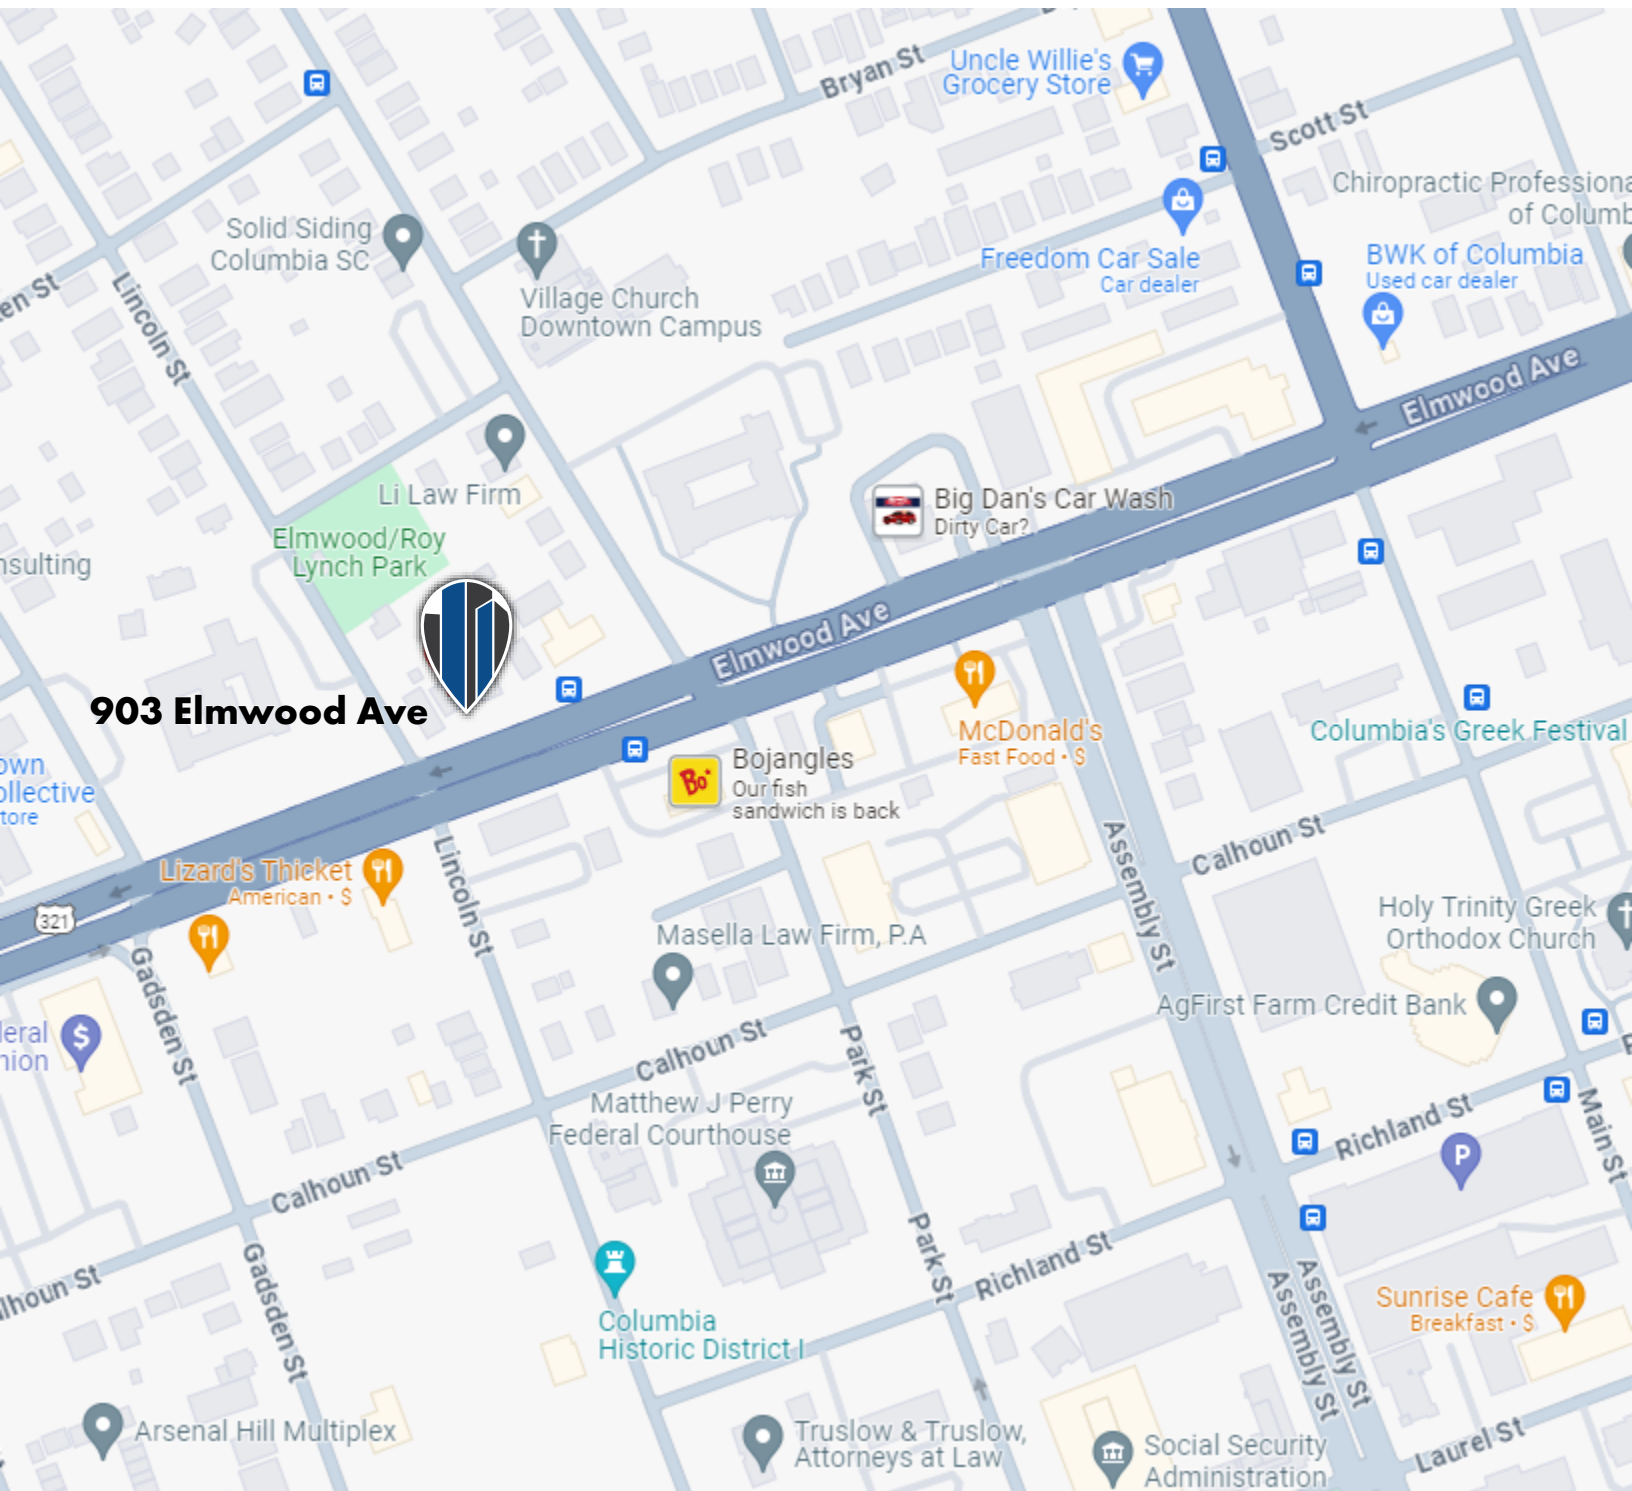 Bryan St
Uncle Willie's
Grocery Store
Scott St
Chiropractic Professiona
of Columb
Solid Siding
Columbia SC
Village Church
Downtown Campus
Freedom Car Sale
Car dealer
BWK of Columbia
Used car dealer
en St
Lincoln St
Elmwood Ave
Li Law Firm
Big Dan's Car Wash
Dirty Car?
Elmwood/Roy
Lynch Park
nsulting
Elmwood Ave
903 Elmwood Ave
McDonald's
Fast Food • $
Columbia's Greek Festival
Bojangles
Our fish
sandwich is back
Bo
own
ollective
tore
Calhoun St
Assembly St
Lizard's Thicket
American • $
Lincoln St
321
Masella Law Firm, P.A
Holy Trinity Greek
Orthodox Church
Gadsden St
AgFirst Farm Credit Bank
deral
nion
$
Calhoun St
Park St
Matthew J Perry
Federal Courthouse
Richland St
Main St
P
Calhoun St
Park St
Richland St
Gadsden St
lhoun St
Columbia
Historic District I
Assembly St
Assembly St
Sunrise Cafe
Breakfast • $
Arsenal Hill Multiplex
Truslow & Truslow,
Attorneys at Law
Social Security
Administration
Laurel St